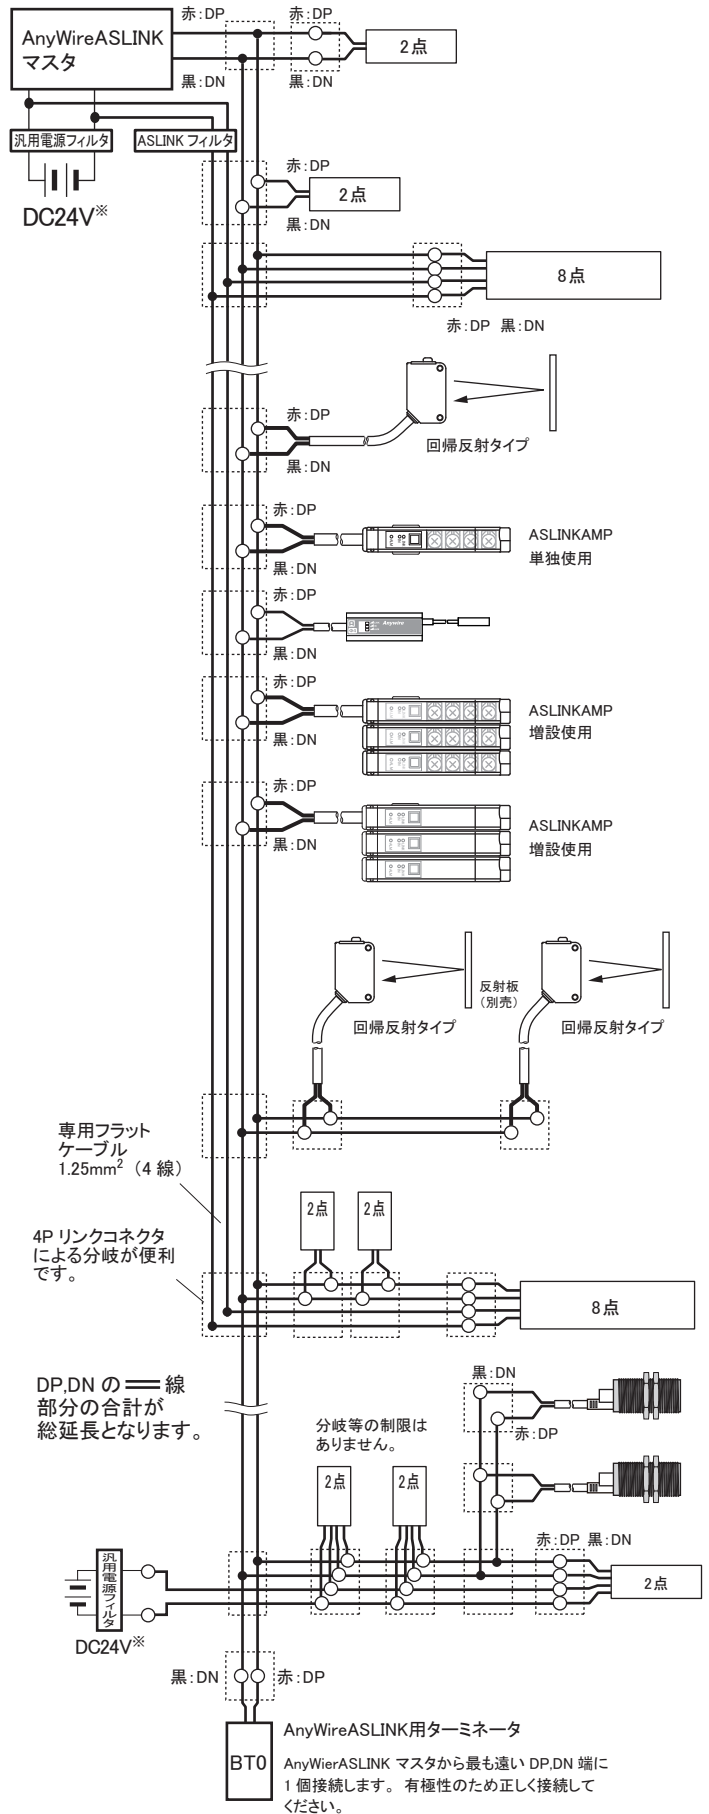 赤:DP
AnyWireASLINK
マスタ
2点
黒:DN
黒:DN
汎用電源フィルタ
ASLINK フィルタ
赤:DP
2点
DC24V※
黒:DN
8点
赤:DP 黒:DN
赤:DP
黒:DN
回帰反射タイプ
赤:DP
ASLINKAMP
単独使用
黒:DN
赤:DP
Anywire
黒:DN
赤:DP
ASLINKAMP
増設使用
黒:DN
赤:DP
ASLINKAMP
増設使用
黒:DN
反射板
(別売)
回帰反射タイプ
回帰反射タイプ
専用フラット
ケーブル
1.25mm2 (4 線)
2点
2点
4P リンクコネクタ
による分岐が便利
です。
8点
DP,DN の 線
部分の合計が
総延長となります。
黒:DN
赤:DP
分岐等の制限は
ありません。
2点
2点
赤:DP 黒:DN
汎用電源フィルタ
2点
DC24V※
黒:DN
赤:DP
BT0
AnyWireASLINK用ターミネータ
AnyWierASLINK マスタから最も遠い DP,DN 端に
1 個接続します。 有極性のため正しく接続して
ください。